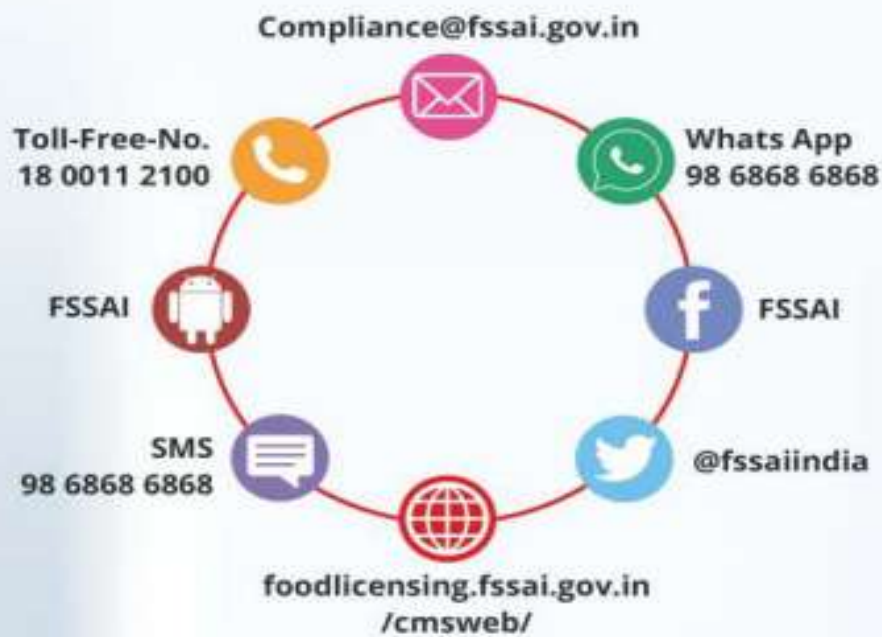 Compliance@fssai.gov.in
Toll-Free-No.
18 0011 2100
Whats App
98 6868 6868
FSSAI
FSSAI
SMS
98 6868 6868
@fssaiindia
foodlicensing.fssai.gov.in
/cmsweb/